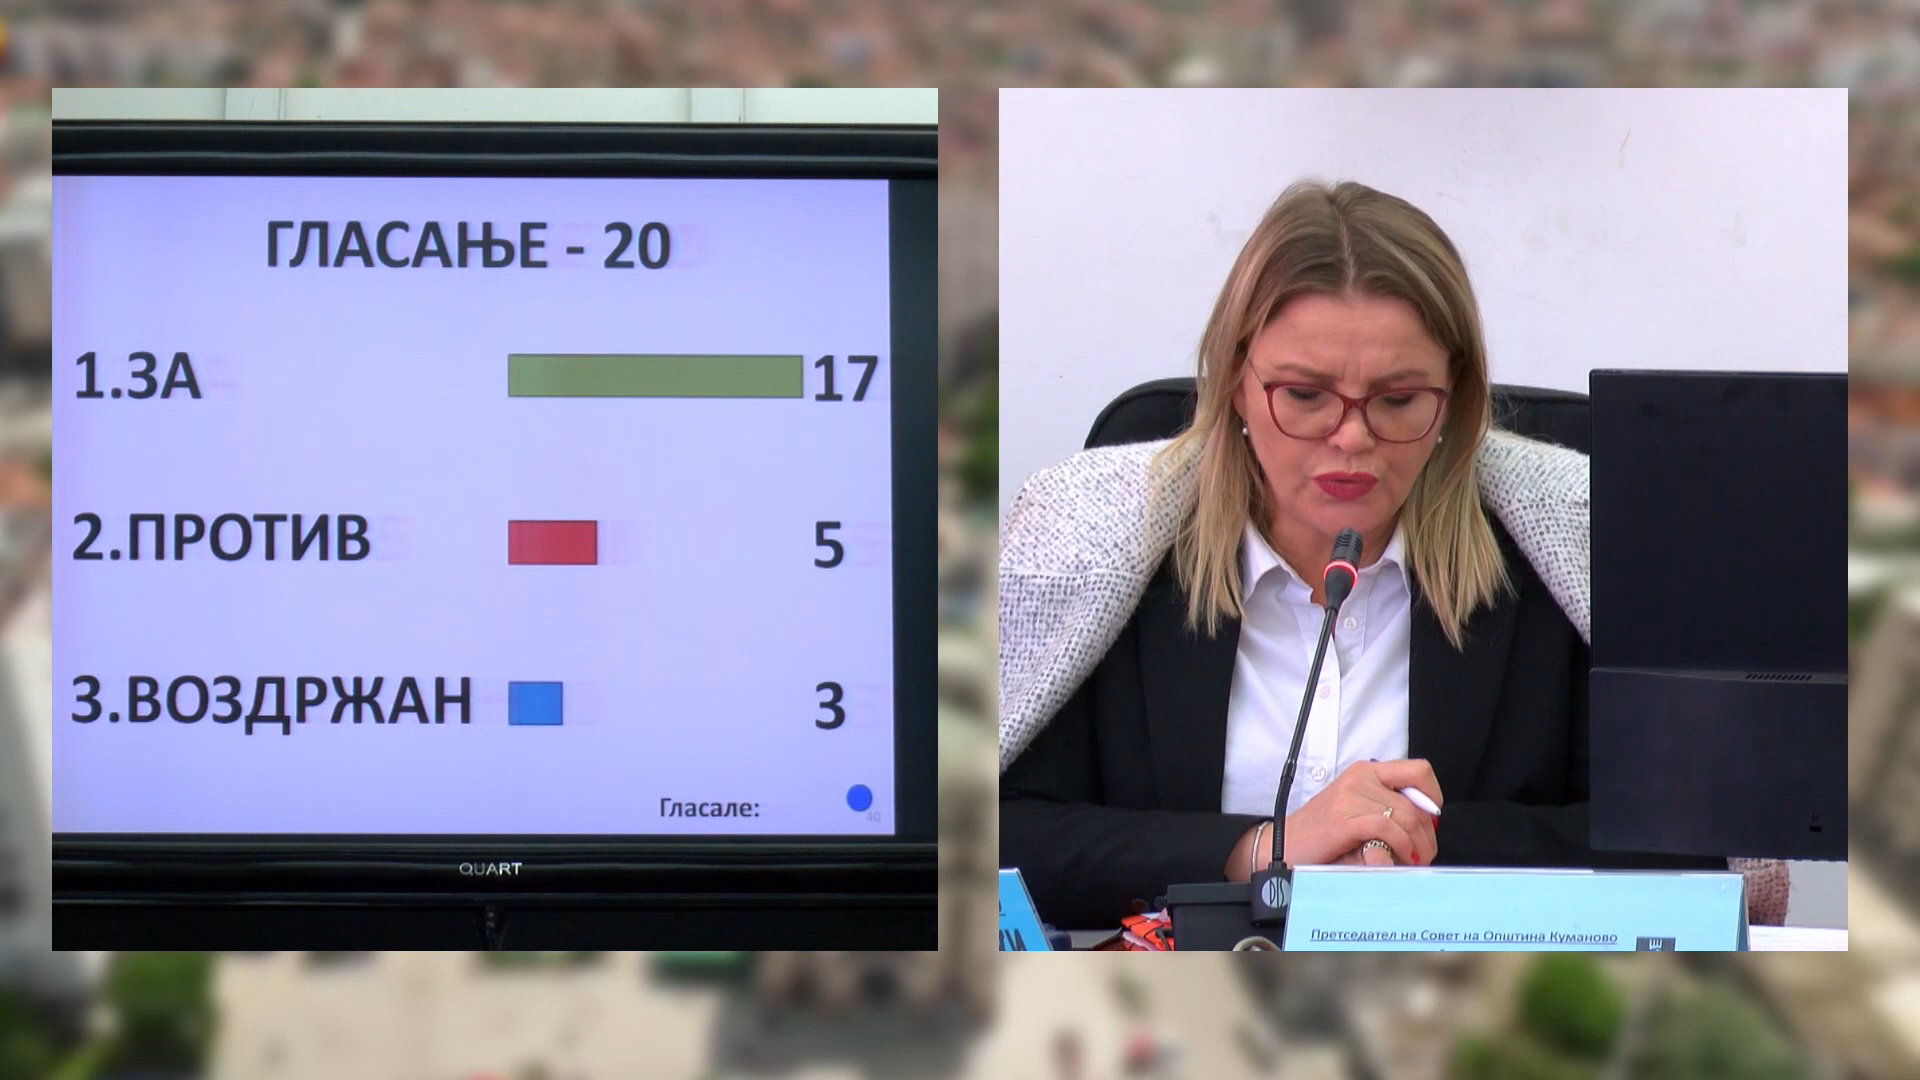 ГЛАСАЊЕ - 20
1.ЗА 17
2.ПРОТИВ 5
3.ВОЗДРЖАН 3
Гласале:
40
QUART
Претседател на Совет на Општина Куманово